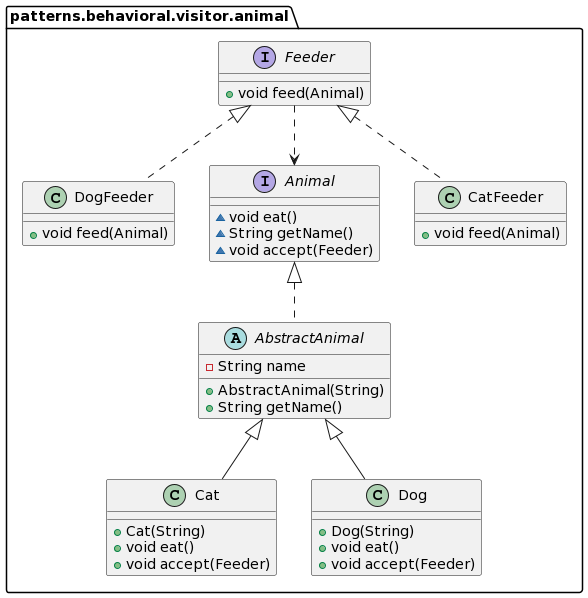 patterns.behavioral.visitor.animal
I Feeder
void feed(Animal)
C DogFeeder
void feed(Animal)
I Animal
void eat()
String getName()
void accept(Feeder)
C CatFeeder
void feed(Animal)
A AbstractAnimal
String name
AbstractAnimal(String)
String getName()
C Cat
Cat(String)
void eat()
void accept(Feeder)
C Dog
Dog(String)
void eat()
void accept(Feeder)